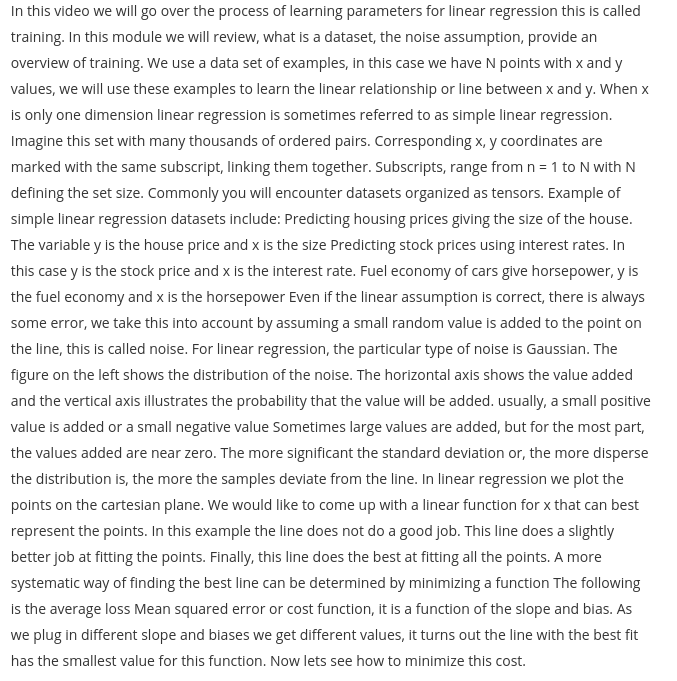 In this video we will go over the process of learning parameters for linear regression this is called
training. In this module we will review, what is a dataset, the noise assumption, provide an
overview of training. We use a data set of examples, in this case we have N points with x and y
values, we will use these examples to learn the linear relationship or line between x and y. When x
is only one dimension linear regression is sometimes referred to as simple linear regression.
Imagine this set with many thousands of ordered pairs. Corresponding x, y coordinates are
marked with the same subscript, linking them together. Subscripts, range from n = 1 to N with N
defining the set size. Commonly you will encounter datasets organized as tensors. Example of
simple linear regression datasets include: Predicting housing prices giving the size of the house.
The variable y is the house price and x is the size Predicting stock prices using interest rates. In
this case y is the stock price and x is the interest rate. Fuel economy of cars give horsepower, y is
the fuel economy and x is the horsepower Even if the linear assumption is correct, there is always
some error, we take this into account by assuming a small random value is added to the point on
the line, this is called noise. For linear regression, the particular type of noise is Gaussian. The
figure on the left shows the distribution of the noise. The horizontal axis shows the value added
and the vertical axis illustrates the probability that the value will be added. usually, a small positive
value is added or a small negative value Sometimes large values are added, but for the most part,
the values added are near zero. The more significant the standard deviation or, the more disperse
the distribution is, the more the samples deviate from the line. In linear regression we plot the
points on the cartesian plane. We would like to come up with a linear function for x that can best
represent the points. In this example the line does not do a good job. This line does a slightly
better job at fitting the points. Finally, this line does the best at fitting all the points. A more
systematic way of finding the best line can be determined by minimizing a function The following
is the average loss Mean squared error or cost function, it is a function of the slope and bias. As
we plug in different slope and biases we get different values, it turns out the line with the best fit
has the smallest value for this function. Now lets see how to minimize this cost.